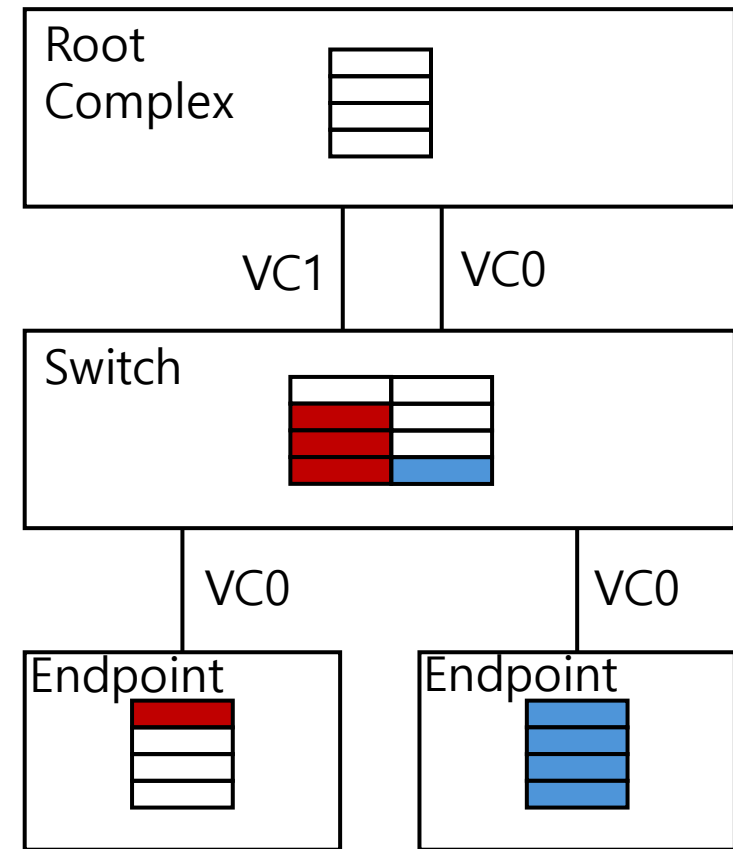 Root
Complex
VC1
VC0
Switch
VC0
VC0
Endpoint
Endpoint